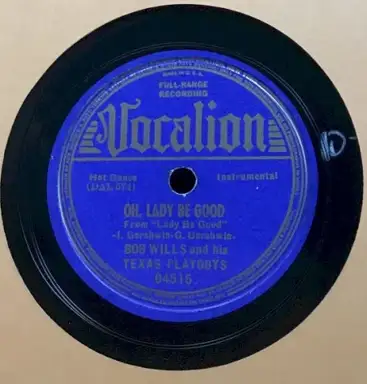 FULL-RANGE
RECORDING
Vocalion
Hot Dance
Instrumental
OH, LADY BE GOOD
From "Lady Be Good"
-I. Gershwin-G. Gershwin-
BOB WILLS and his
TEXAS PLAYBOYS
04515